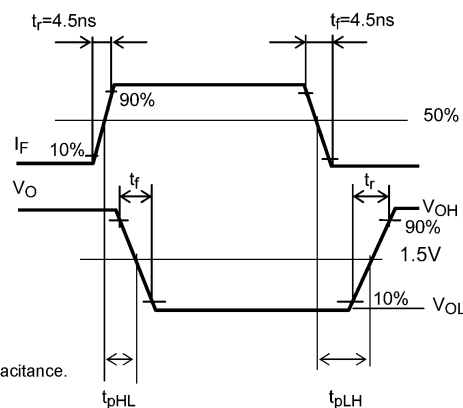 tr=4.5ns
tf=4.5ns
90%
50%
IF
10%
VO
tf
tr
VOH
90%
1.5V
10%
VOL
acitance.
tpHL
tpLH